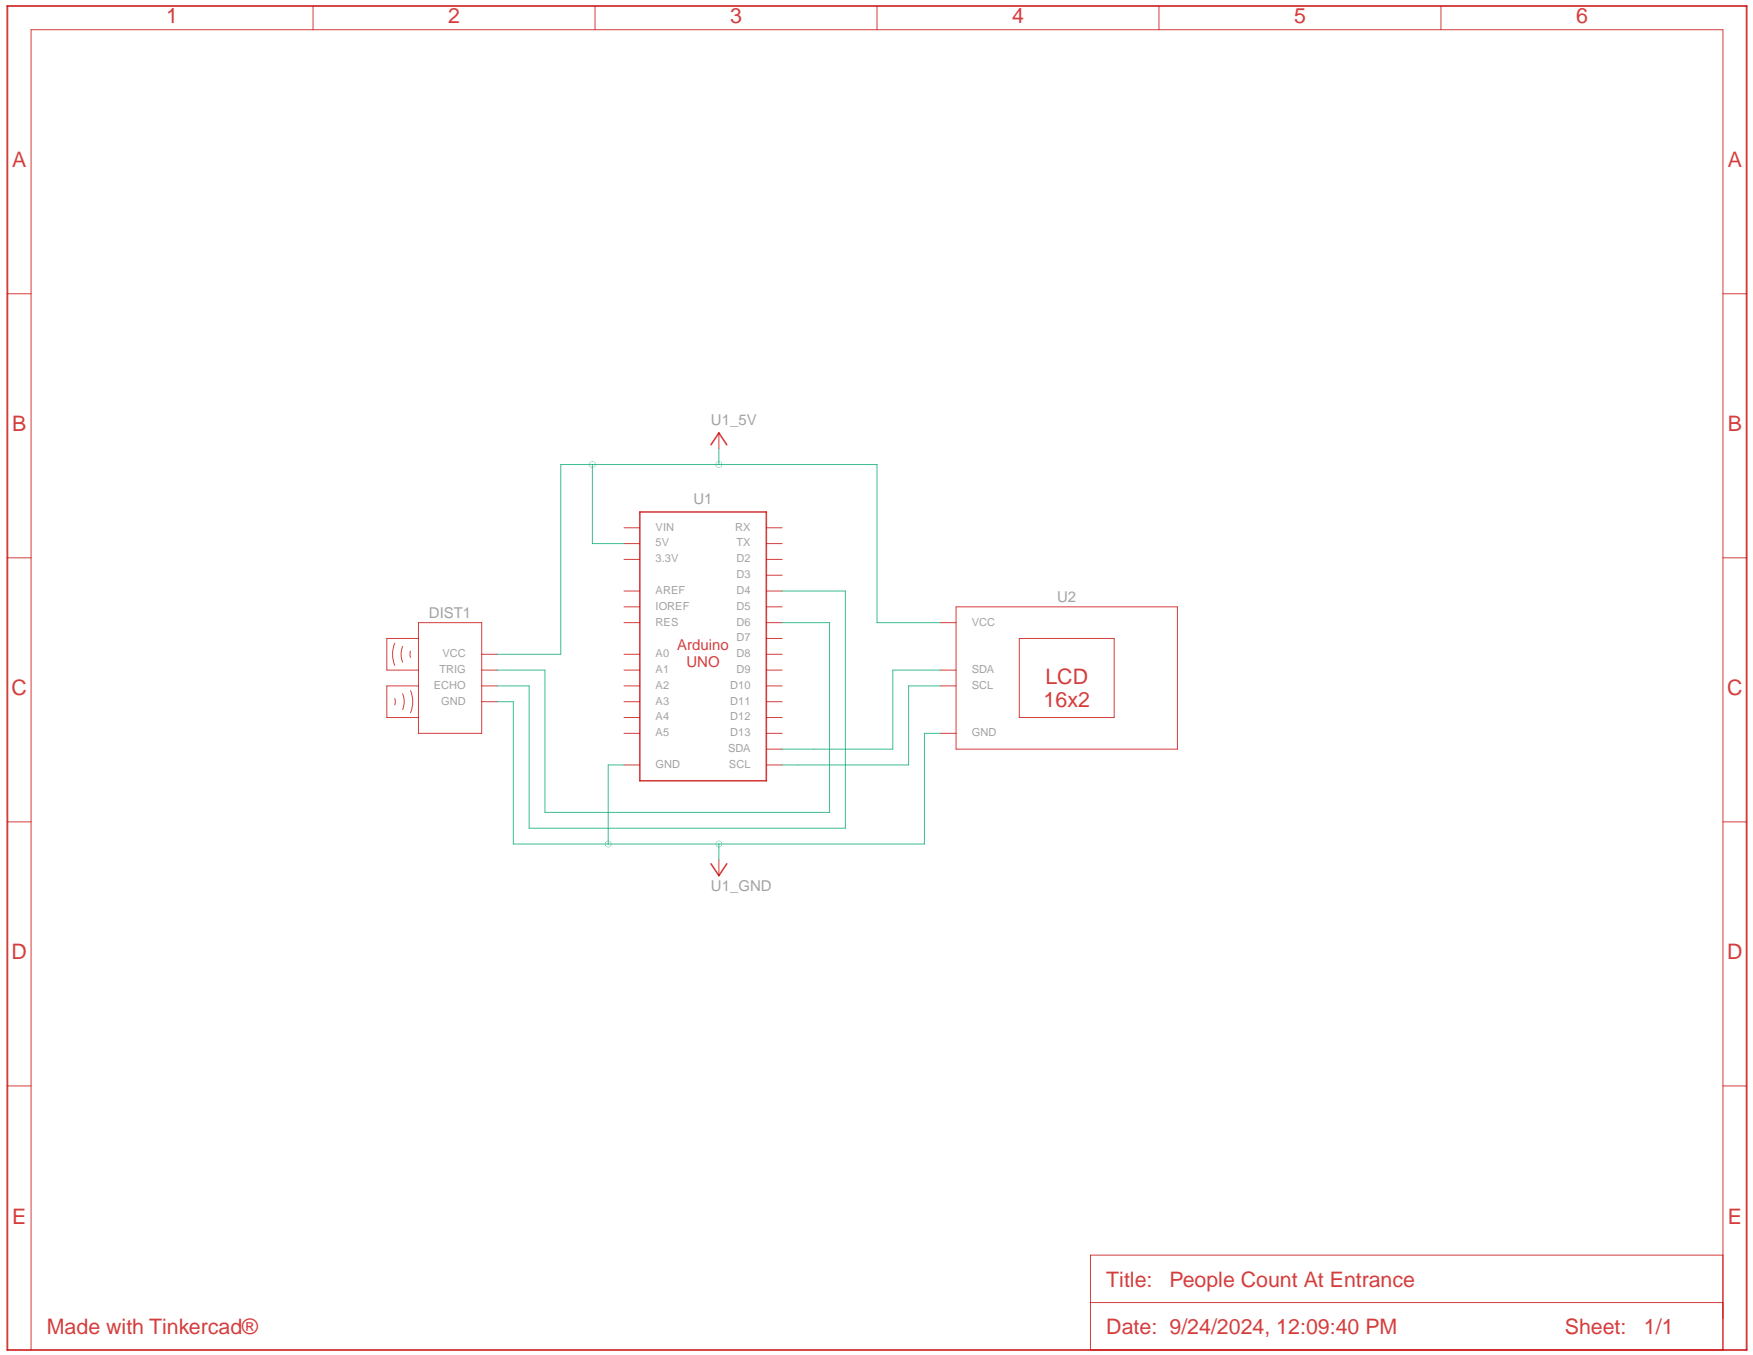 1 2 3 4 5 6
A A
B B
U1_5V
U1
VIN RX
5V TX
3.3V D2
D3
AREF D4
IOREF D5
RES D6
D7
A0 D8
A1 D9
A2 D10
A3 D11
A4 D12
A5 D13
SDA
GND SCL
Arduino
UNO
DIST1
VCC
TRIG
ECHO
GND
U2
VCC
SDA
SCL
GND
LCD
16x2
C C
U1_GND
D D
E E
Title: People Count At Entrance
Made with Tinkercad®
Date: 9/24/2024, 12:09:40 PM Sheet: 1/1